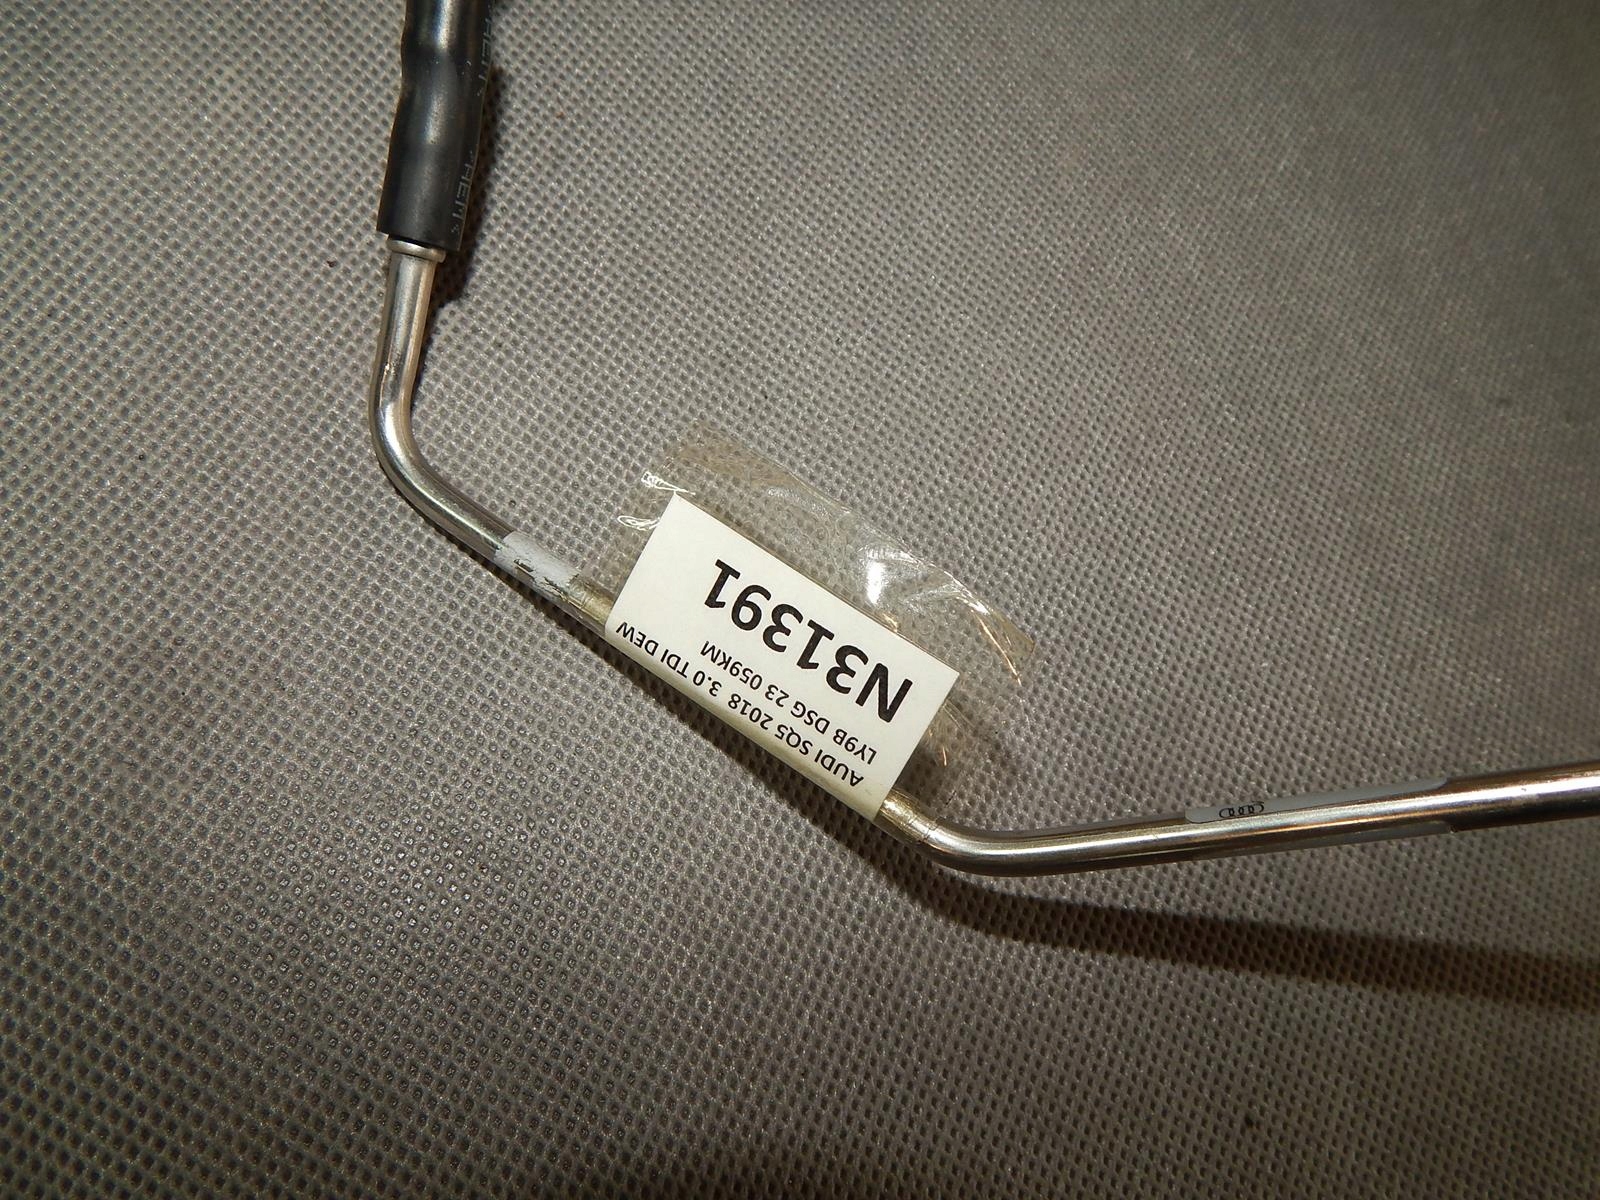 AUDI SQ5 2018 3.0 TDI DEW
LY9B DSG 23 059KM
N31391